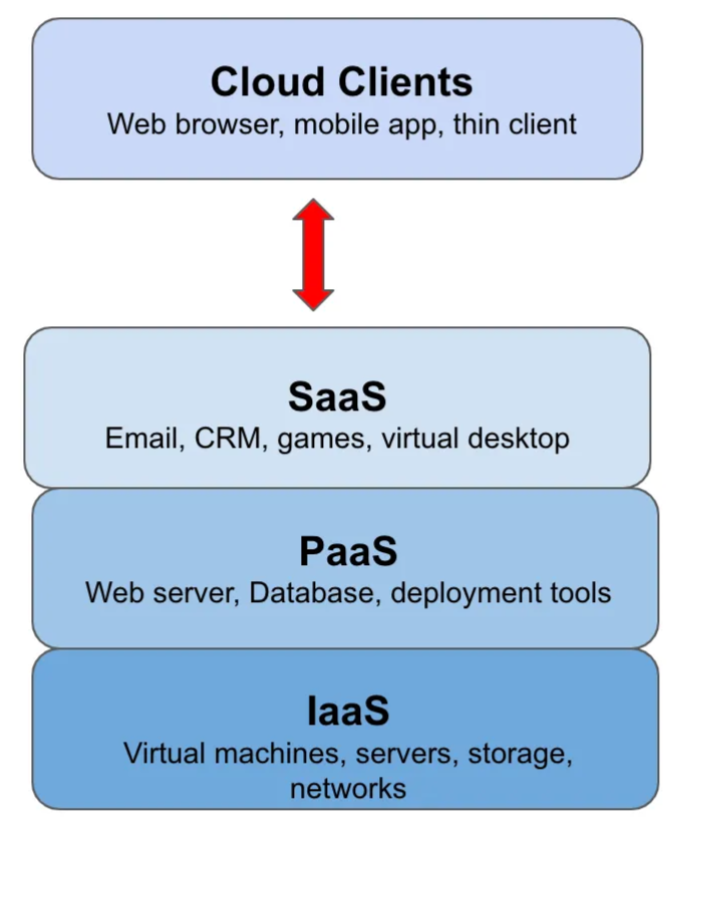 Cloud Clients
Web browser, mobile app, thin client
SaaS
Email, CRM, games, virtual desktop
PaaS
Web server, Database, deployment tools
IaaS
Virtual machines, servers, storage,
networks